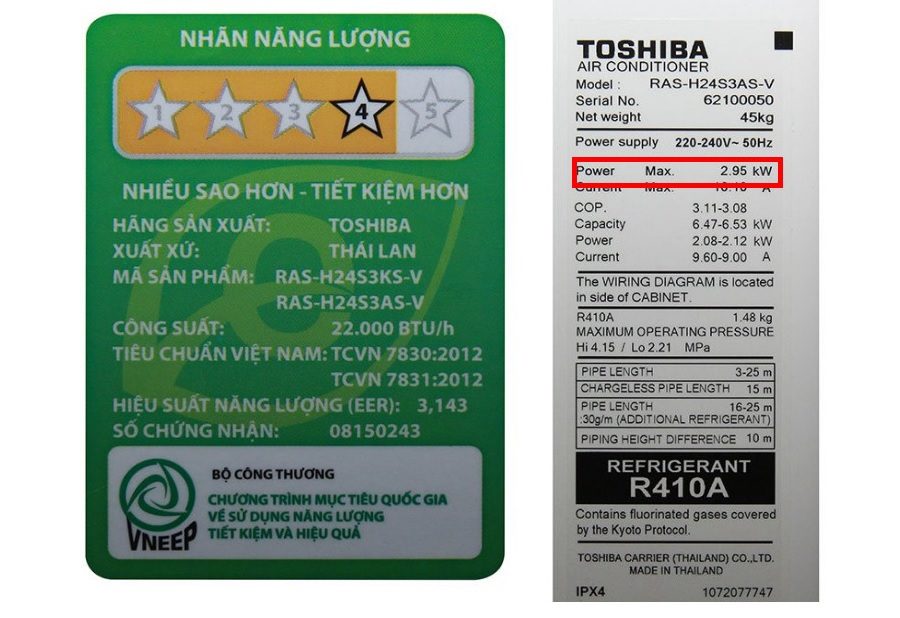 NHÃN NĂNG LƯỢNG
1 2 3 4 5
NHIỀU SAO HƠN - TIẾT KIỆM HƠN
HÃNG SẢN XUẤT: TOSHIBA
XUẤT XỨ: THÁI LAN
MÃ SẢN PHẨM: RAS-H24S3KS-V
RAS-H24S3AS-V
CÔNG SUẤT: 22.000 BTU/h
TIÊU CHUẨN VIỆT NAM: TCVN 7830:2012
TCVN 7831:2012
HIỆU SUẤT NĂNG LƯỢNG (EER): 3,143
SỐ CHỨNG NHẬN: 08150243
VNEEP
BỘ CÔNG THƯƠNG
CHƯƠNG TRÌNH MỤC TIÊU QUỐC GIA
VỀ SỬ DỤNG NĂNG LƯỢNG
TIẾT KIỆM VÀ HIỆU QUẢ
TOSHIBA
AIR CONDITIONER
Model : RAS-H24S3AS-V
Serial No. 62100050
Net weight 45kg
Power supply 220-240V~ 50Hz
Power Max. 2.95 kW
Current Max. 10.10 A
COP. 3.11-3.08
Capacity 6.47-6.53 kW
Power 2.08-2.12 kW
Current 9.60-9.00 A
The WIRING DIAGRAM is located
in side of CABINET.
R410A 1.48 kg
MAXIMUM OPERATING PRESSURE
Hi 4.15 / Lo 2.21 MPa
PIPE LENGTH 3-25 m
CHARGELESS PIPE LENGTH 15 m
PIPE LENGTH 16-25 m
:30g/m (ADDITIONAL REFRIGERANT)
PIPING HEIGHT DIFFERENCE 10 m
REFRIGERANT
R410A
Contains fluorinated gases covered
by the Kyoto Protocol.
TOSHIBA CARRIER (THAILAND) CO.,LTD.
MADE IN THAILAND
IPX4 1072077747